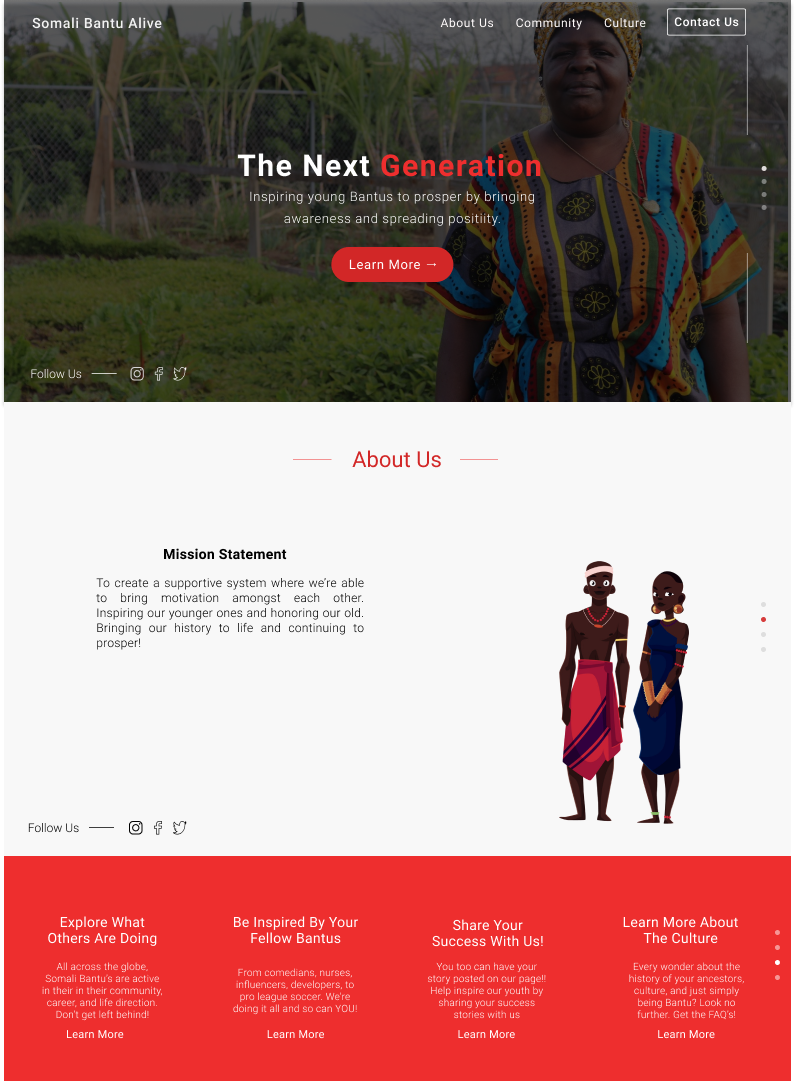 Somali Bantu Alive
About Us Community Culture Contact Us
The Next Generation
Inspiring young Bantus to prosper by bringing
awareness and spreading positiity.
Learn More →
Follow Us
About Us
Mission Statement
To create a supportive system where we're able
to bring motivation amongst each other.
Inspiring our younger ones and honoring our old.
Bringing our history to life and continuing to
prosper!
Follow Us
Explore What
Others Are Doing
All across the globe,
Somali Bantu's are active
in their in their community,
career, and life direction.
Don't get left behind!
Learn More
Be Inspired By Your
Fellow Bantus
From comedians, nurses,
influencers, developers, to
pro league soccer. We're
doing it all and so can YOU!
Learn More
Share Your
Success With Us!
You too can have your
story posted on our page!!
Help inspire our youth by
sharing your success
stories with us
Learn More
Learn More About
The Culture
Every wonder about the
history of your ancestors,
culture, and just simply
being Bantu? Look no
further. Get the FAQ's!
Learn More